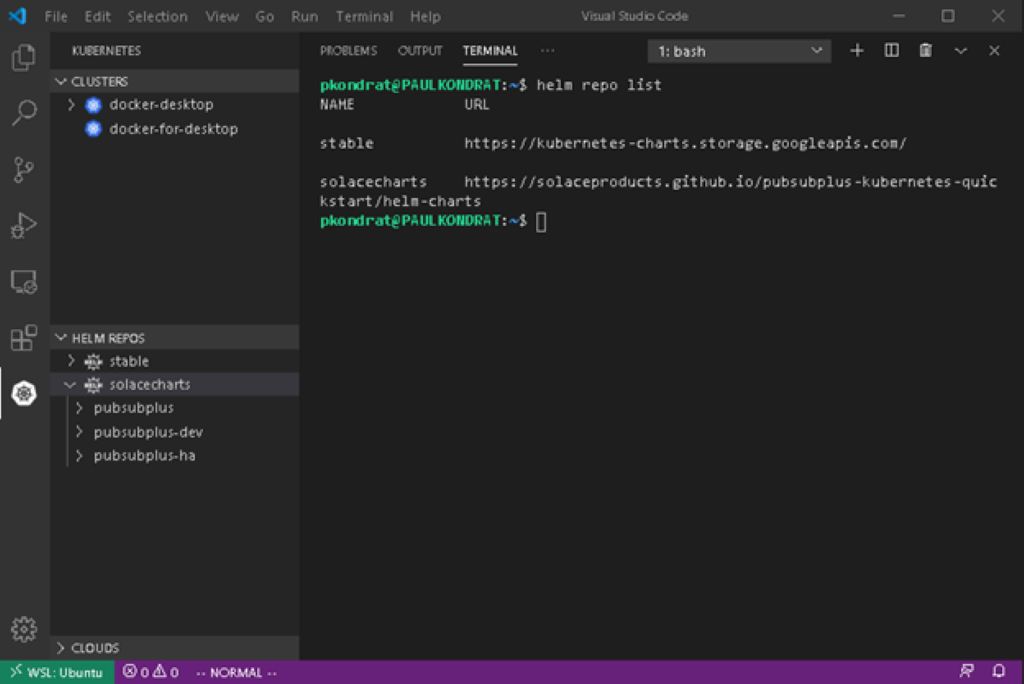 File Edit Selection View Go Run Terminal Help Visual Studio Code
KUBERNETES
CLUSTERS
docker-desktop
docker-for-desktop
HELM REPOS
stable
solacecharts
pubsubplus
pubsubplus-dev
pubsubplus-ha
CLOUDS
PROBLEMS OUTPUT TERMINAL ··· 1: bash
pkondrat@PAULKONDRAT:~$ helm repo list
NAME URL
stable https://kubernetes-charts.storage.googleapis.com/
solacecharts https://solaceproducts.github.io/pubsubplus-kubernetes-quic
kstart/helm-charts
pkondrat@PAULKONDRAT:~$
WSL: Ubuntu 0 0 -- NORMAL --